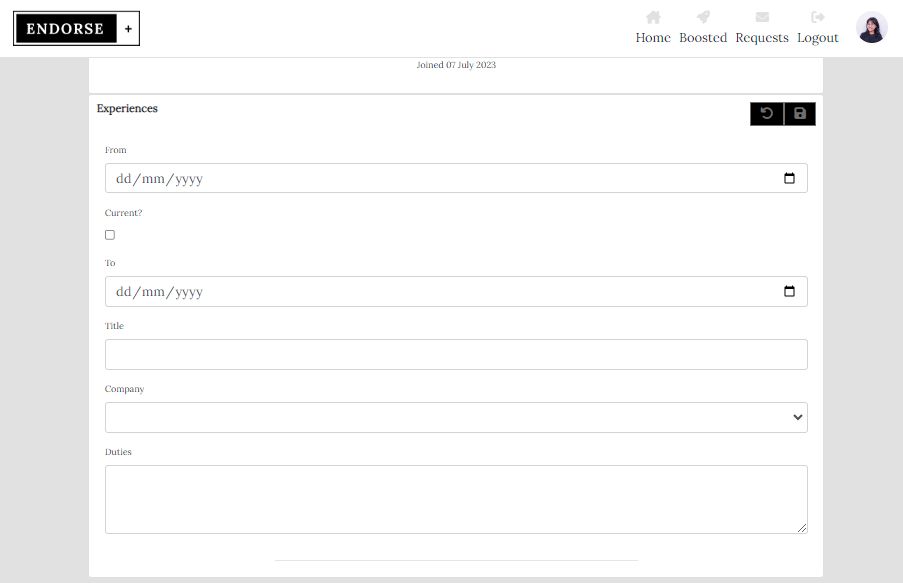 ENDORSE +
Home Boosted Requests Logout
Joined 07 July 2023
Experiences
From
dd/mm/yyyy
Current?
To
dd/mm/yyyy
Title
Company
Duties